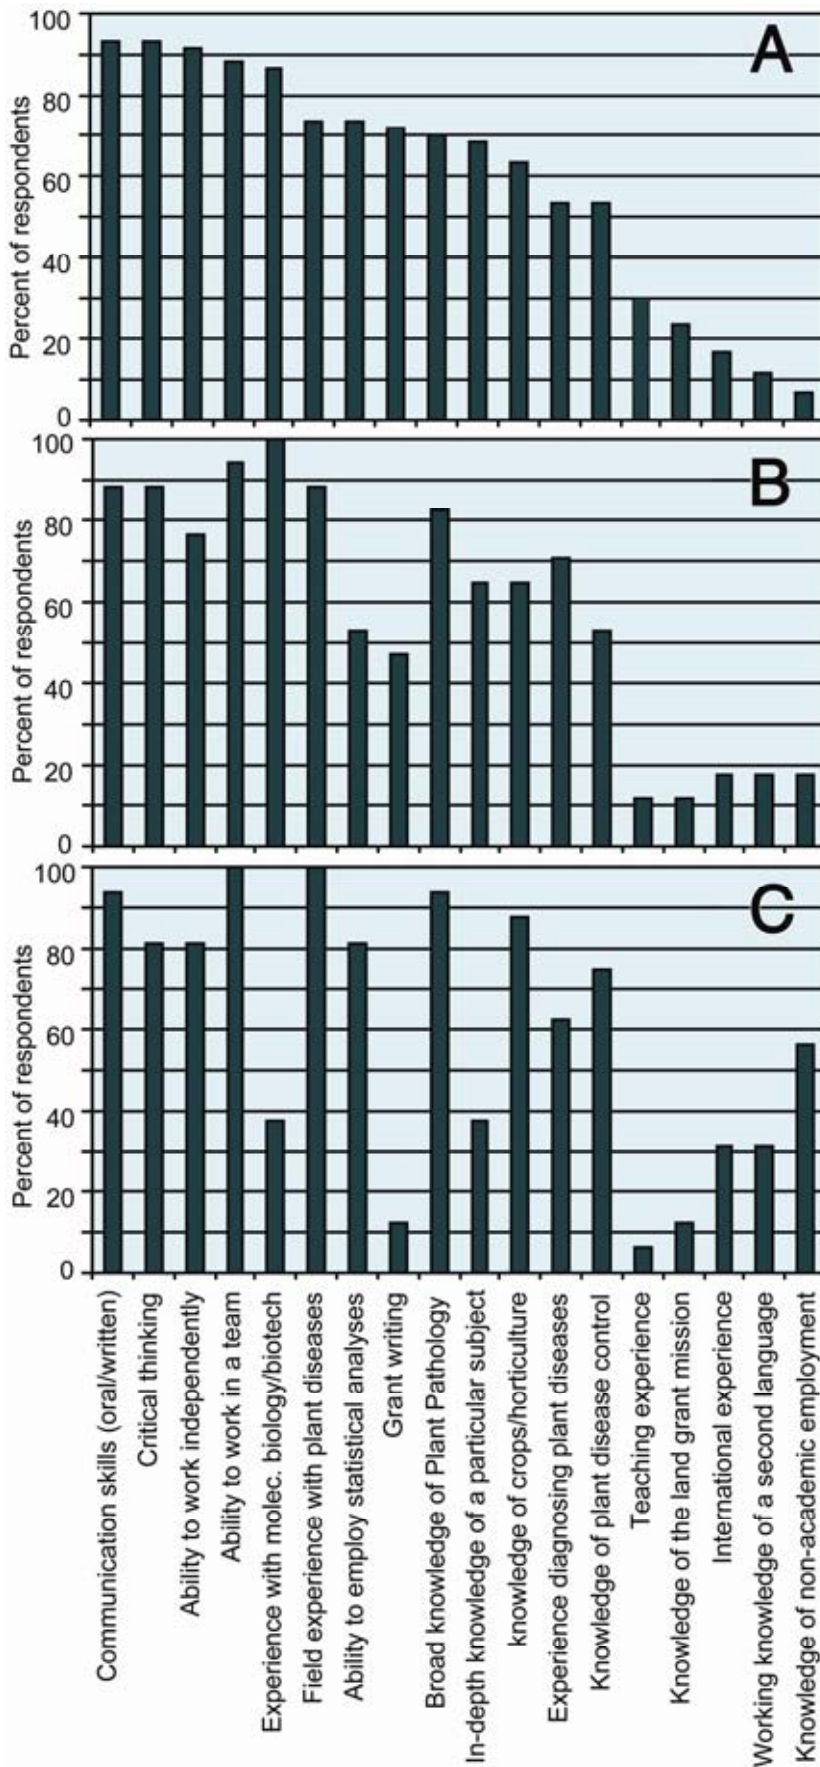 100
80
60
40
20
0
Percent of respondents
A
100
80
60
40
20
0
Percent of respondents
B
100
80
60
40
20
0
Percent of respondents
C
Communication skills (oral/written)
Critical thinking
Ability to work independently
Ability to work in a team
Experience with molec. biology/biotech
Field experience with plant diseases
Ability to employ statistical analyses
Grant writing
Broad knowledge of Plant Pathology
In-depth knowledge of a particular subject
knowledge of crops/horticulture
Experience diagnosing plant diseases
Knowledge of plant disease control
Teaching experience
Knowledge of the land grant mission
International experience
Working knowledge of a second language
Knowledge of non-academic employment